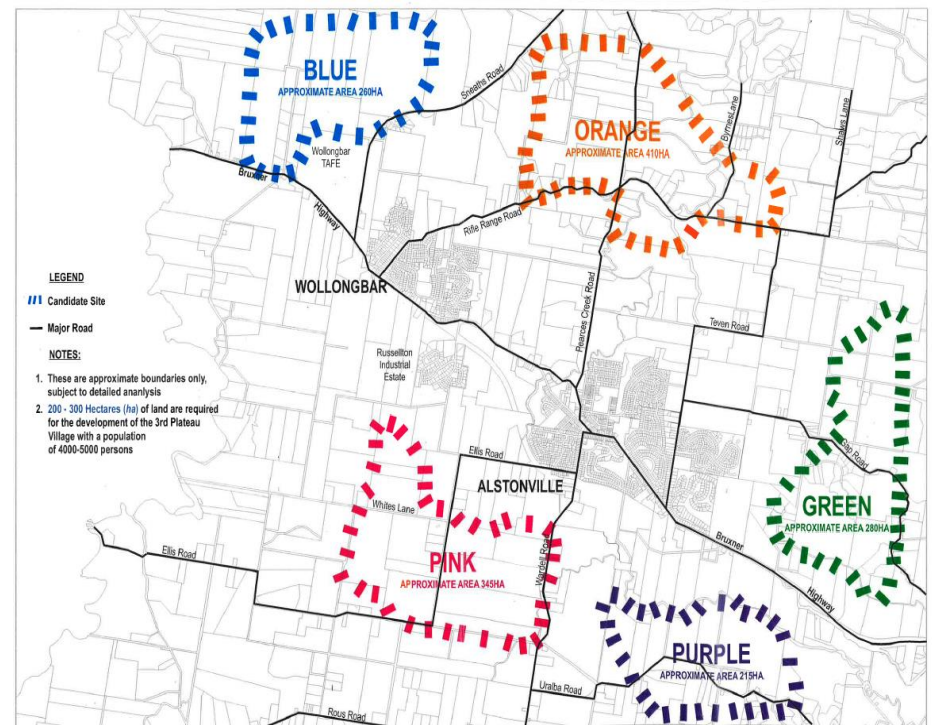 BLUE
APPROXIMATE AREA 260HA
Sneaths Road
ORANGE
APPROXIMATE AREA 410HA
ByrnesLane
Shaws Lane
Wollongbar
TAFE
Bruxner
Highway
Rifle Range Road
LEGEND
Candidate Site
Major Road
NOTES:
1. These are approximate boundaries only,
subject to detailed ananlysis
2. 200 - 300 Hectares (ha) of land are required
for the development of the 3rd Plateau
Village with a population
of 4000-5000 persons
WOLLONGBAR
Pearces Creek Road
Teven Road
Russellton
Industrial
Estate
Ellis Road
ALSTONVILLE
Gap Road
Whites Lane
GREEN
APPROXIMATE AREA 280HA
Ellis Road
PINK
APPROXIMATE AREA 345HA
Wardell Road
Bruxner
Highway
PURPLE
APPROXIMATE AREA 215HA
Uralba Road
Rous Road